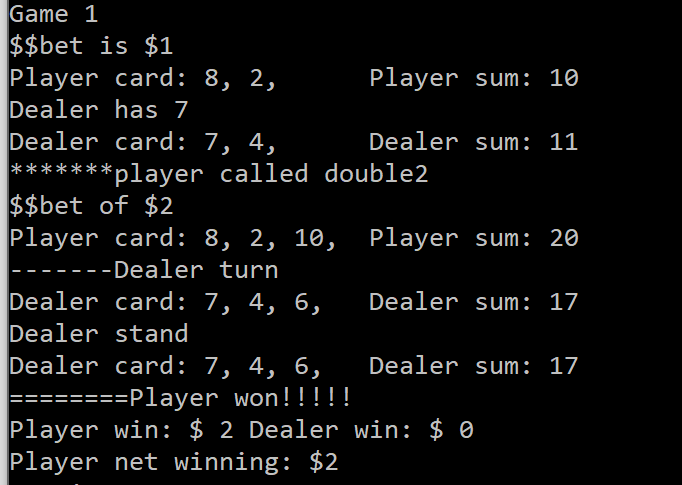 Game 1
$$bet is $1
Player card: 8, 2,      Player sum: 10
Dealer has 7
Dealer card: 7, 4,      Dealer sum: 11
*******player called double2
$$bet of $2
Player card: 8, 2, 10,  Player sum: 20
-------Dealer turn
Dealer card: 7, 4, 6,   Dealer sum: 17
Dealer stand
Dealer card: 7, 4, 6,   Dealer sum: 17
========Player won!!!!!
Player win: $ 2 Dealer win: $ 0
Player net winning: $2